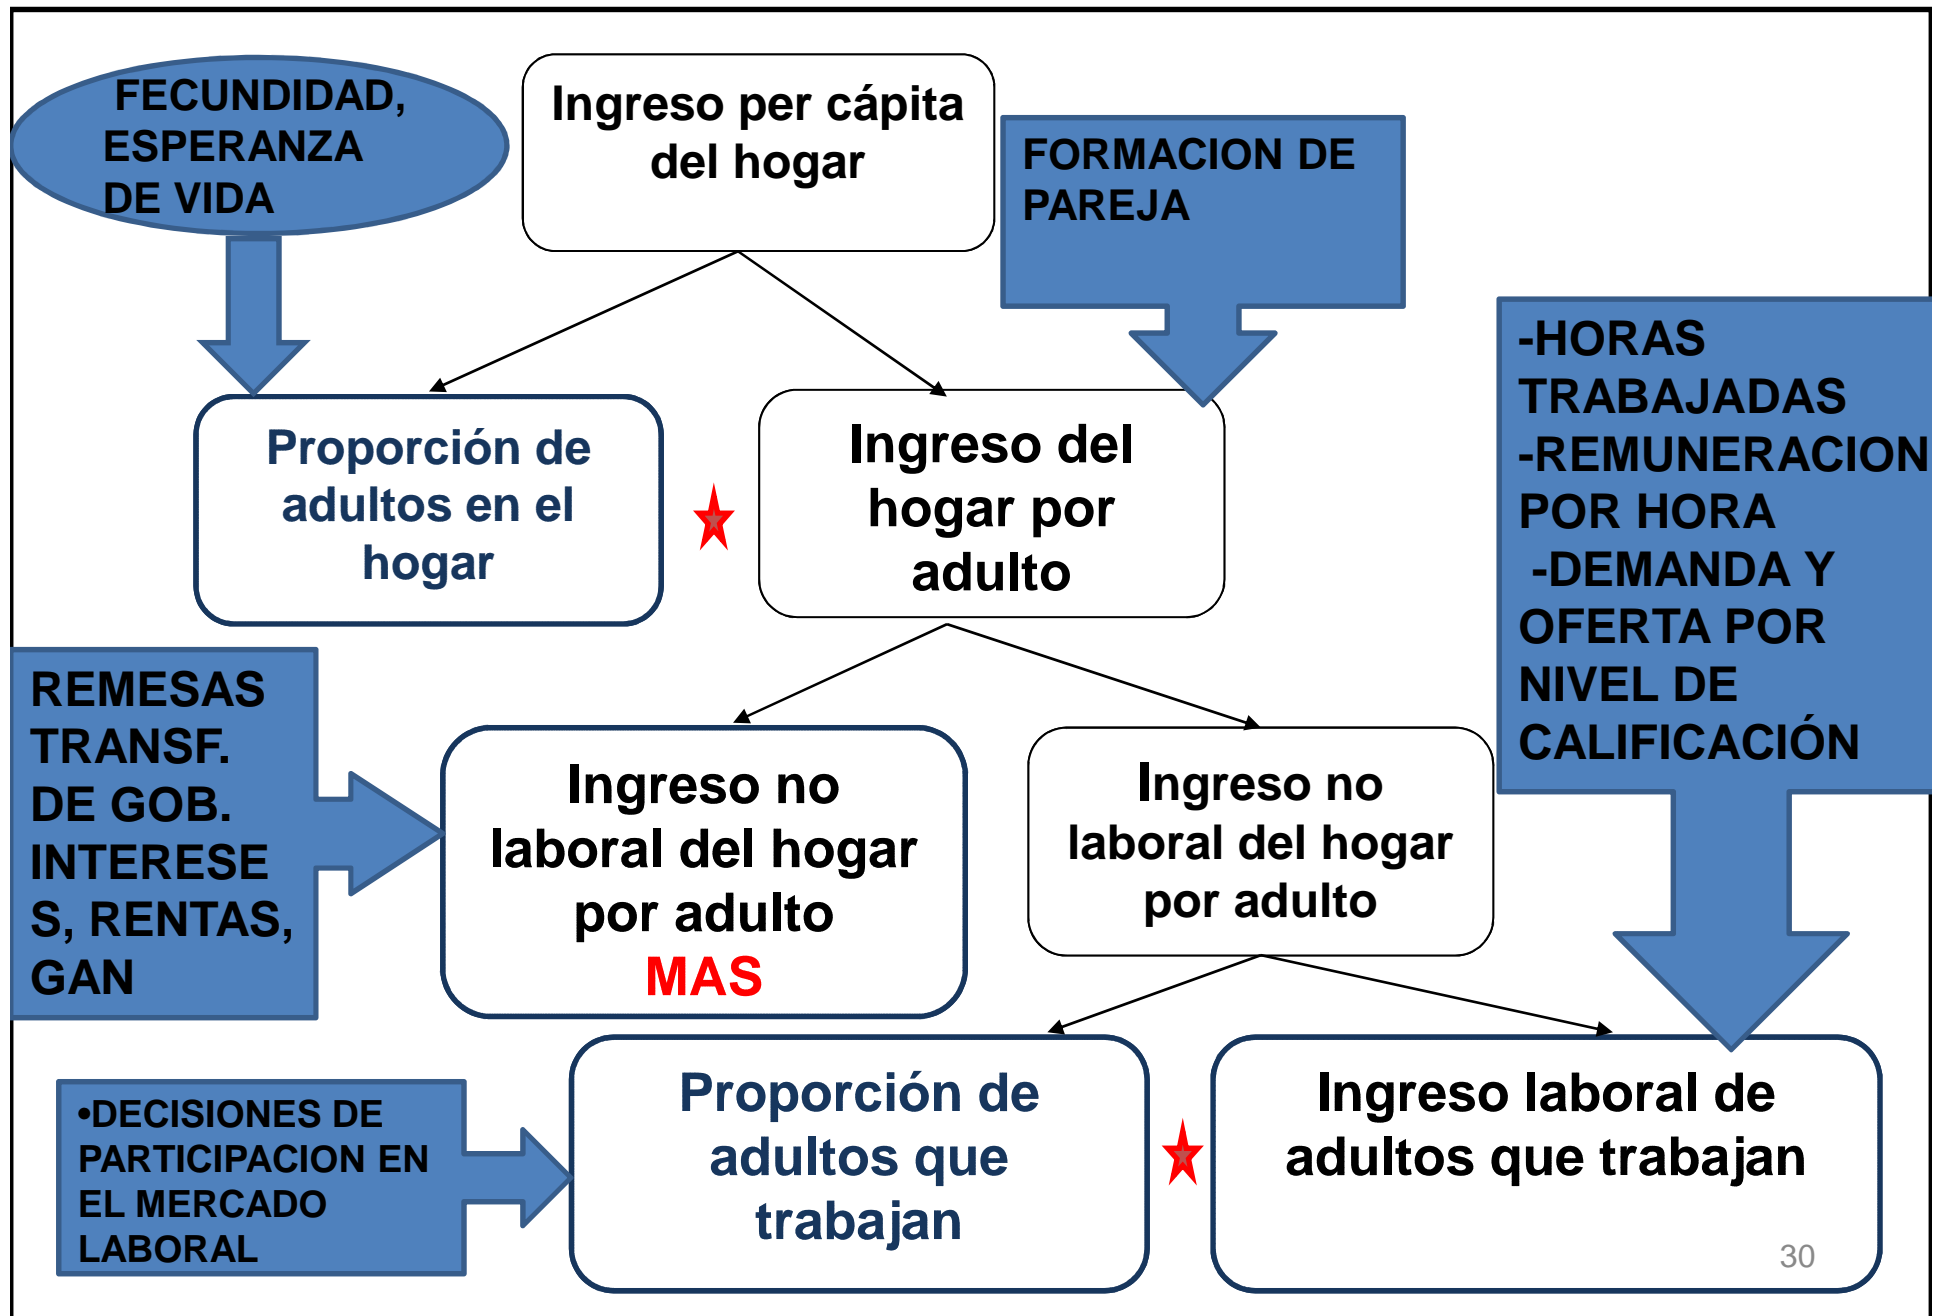 FECUNDIDAD,
ESPERANZA
DE VIDA
Ingreso per cápita
del hogar
FORMACION DE
PAREJA
-HORAS
TRABAJADAS
-REMUNERACION
POR HORA
-DEMANDA Y
OFERTA POR
NIVEL DE
CALIFICACIÓN
Proporción de
adultos en el
hogar
Ingreso del
hogar por
adulto
REMESAS
TRANSF.
DE GOB.
INTERESE
S, RENTAS,
GAN
Ingreso no
laboral del hogar
por adulto
MAS
Ingreso no
laboral del hogar
por adulto
•DECISIONES DE
PARTICIPACION EN
EL MERCADO
LABORAL
Proporción de
adultos que
trabajan
Ingreso laboral de
adultos que trabajan
30